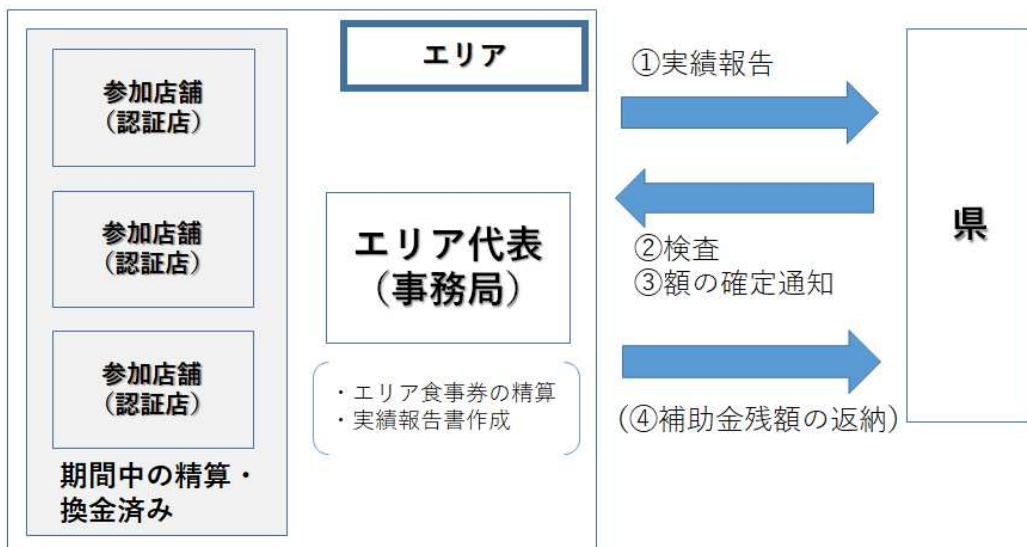 エリア
参加店舗
（認証店）
参加店舗
（認証店）
参加店舗
（認証店）
期間中の精算・
換金済み
エリア代表
（事務局）
・エリア食事券の精算
・実績報告書作成
①実績報告
②検査
③額の確定通知
(④補助金残額の返納)
県